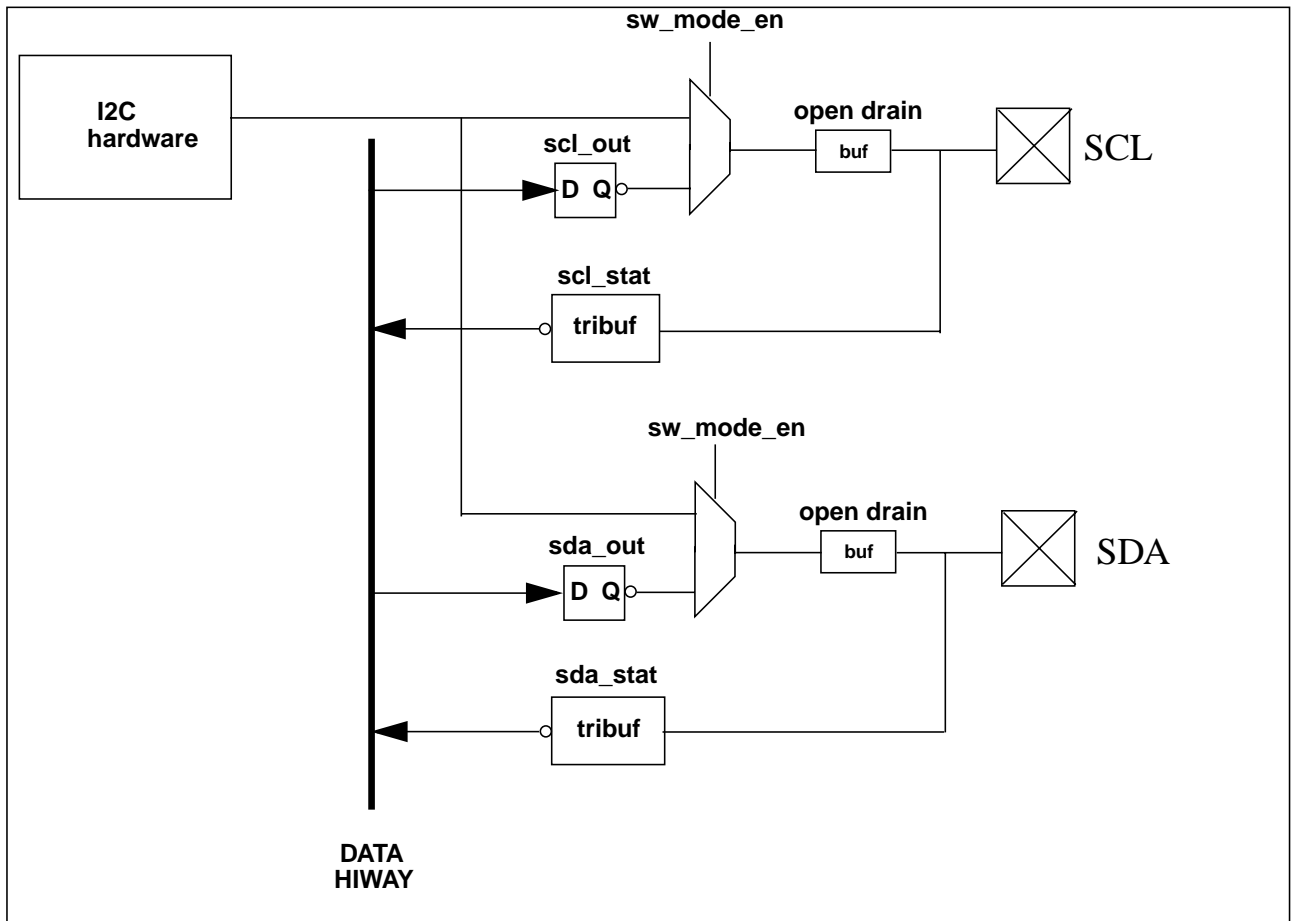 sw_mode_en
I2C
hardware
open drain
scl_out
buf
SCL
D Q
scl_stat
tribuf
sw_mode_en
open drain
sda_out
buf
SDA
D Q
sda_stat
tribuf
DATA
HIWAY